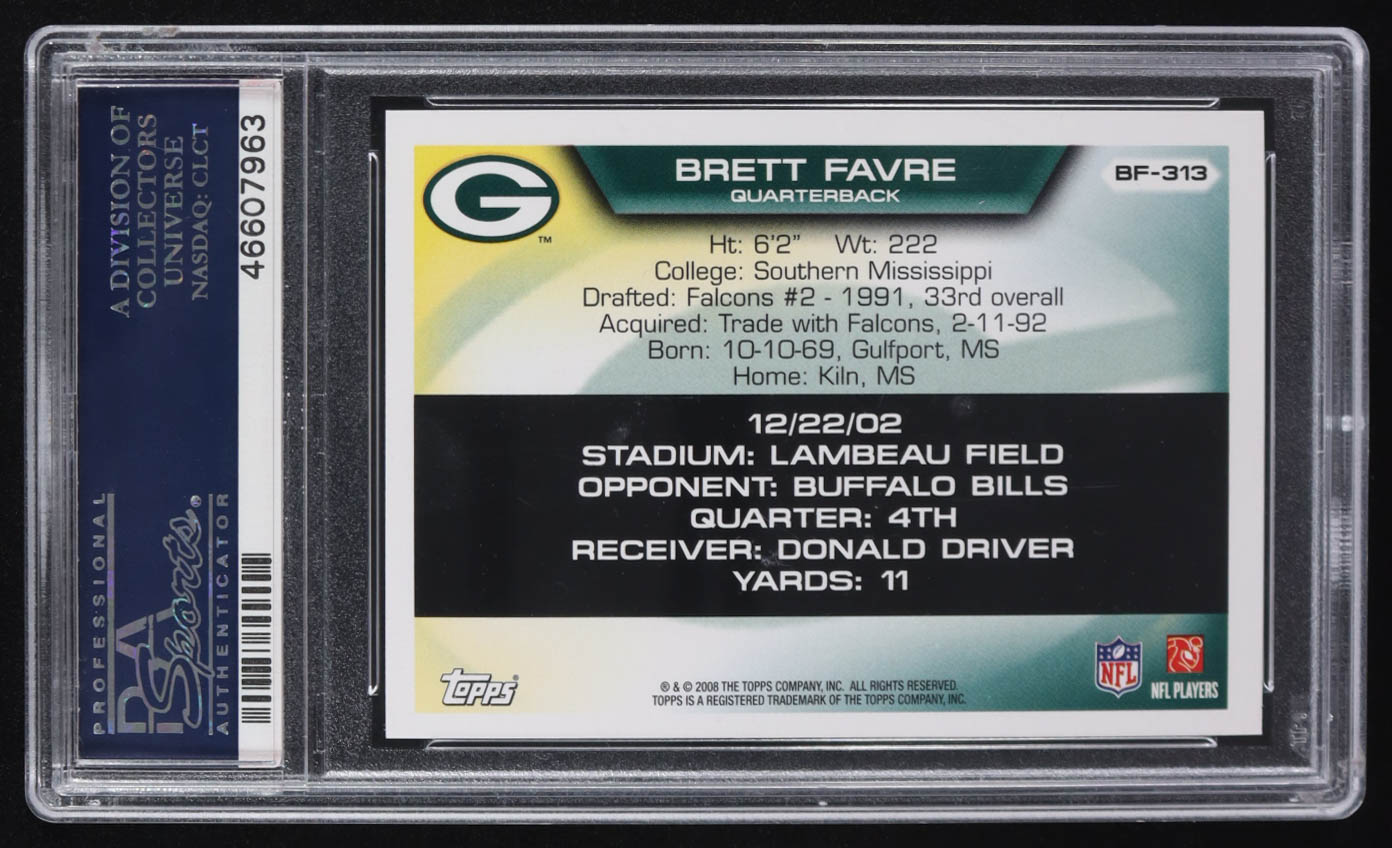 A DIVISION OF
COLLECTORS
UNIVERSE
NASDAQ: CLCT
46607963
PROFESSIONAL
PSA
Sports®
AUTHENTICATOR
G
TM
BRETT FAVRE
QUARTERBACK
BF-313
Ht: 6'2" Wt: 222
College: Southern Mississippi
Drafted: Falcons #2 - 1991, 33rd overall
Acquired: Trade with Falcons, 2-11-92
Born: 10-10-69, Gulfport, MS
Home: Kiln, MS
12/22/02
STADIUM: LAMBEAU FIELD
OPPONENT: BUFFALO BILLS
QUARTER: 4TH
RECEIVER: DONALD DRIVER
YARDS: 11
topps®
® & © 2008 THE TOPPS COMPANY, INC. ALL RIGHTS RESERVED.
TOPPS IS A REGISTERED TRADEMARK OF THE TOPPS COMPANY, INC.
NFL
NFL PLAYERS